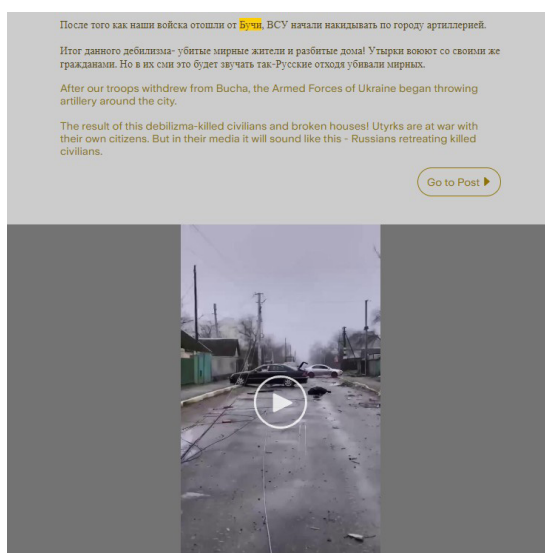 После того как наши войска отошли от Бучи, ВСУ начали накидывать по городу артиллерией.
Итог данного дебилизма- убитые мирные жители и разбитые дома! Утырки воюют со своими же
гражданами. Но в их сми это будет звучать так-Русские отходя убивали мирных.
After our troops withdrew from Bucha, the Armed Forces of Ukraine began throwing
artillery around the city.
The result of this debilizma-killed civilians and broken houses! Utyrks are at war with
their own citizens. But in their media it will sound like this - Russians retreating killed
civilians.
Go to Post